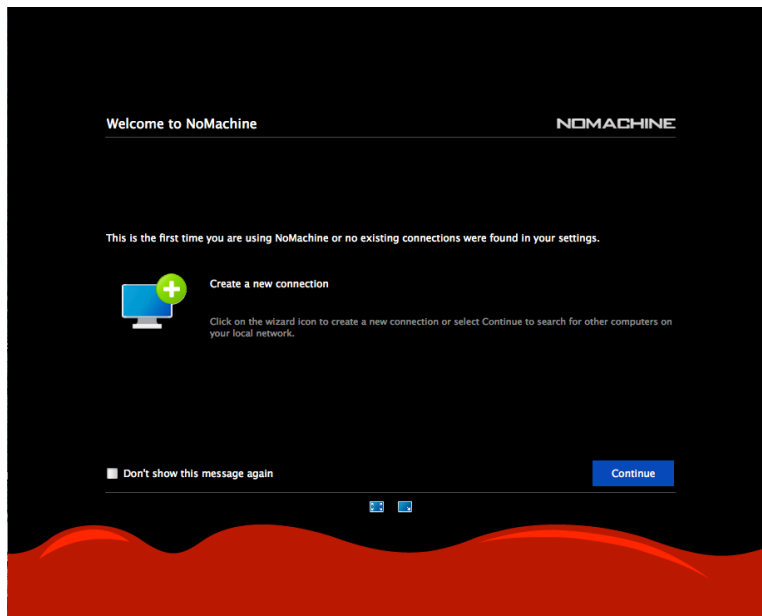 Welcome to NoMachine
NOMACHINE
This is the first time you are using NoMachine or no existing connections were found in your settings.
Create a new connection
Click on the wizard icon to create a new connection or select Continue to search for other computers on
your local network.
Don't show this message again
Continue